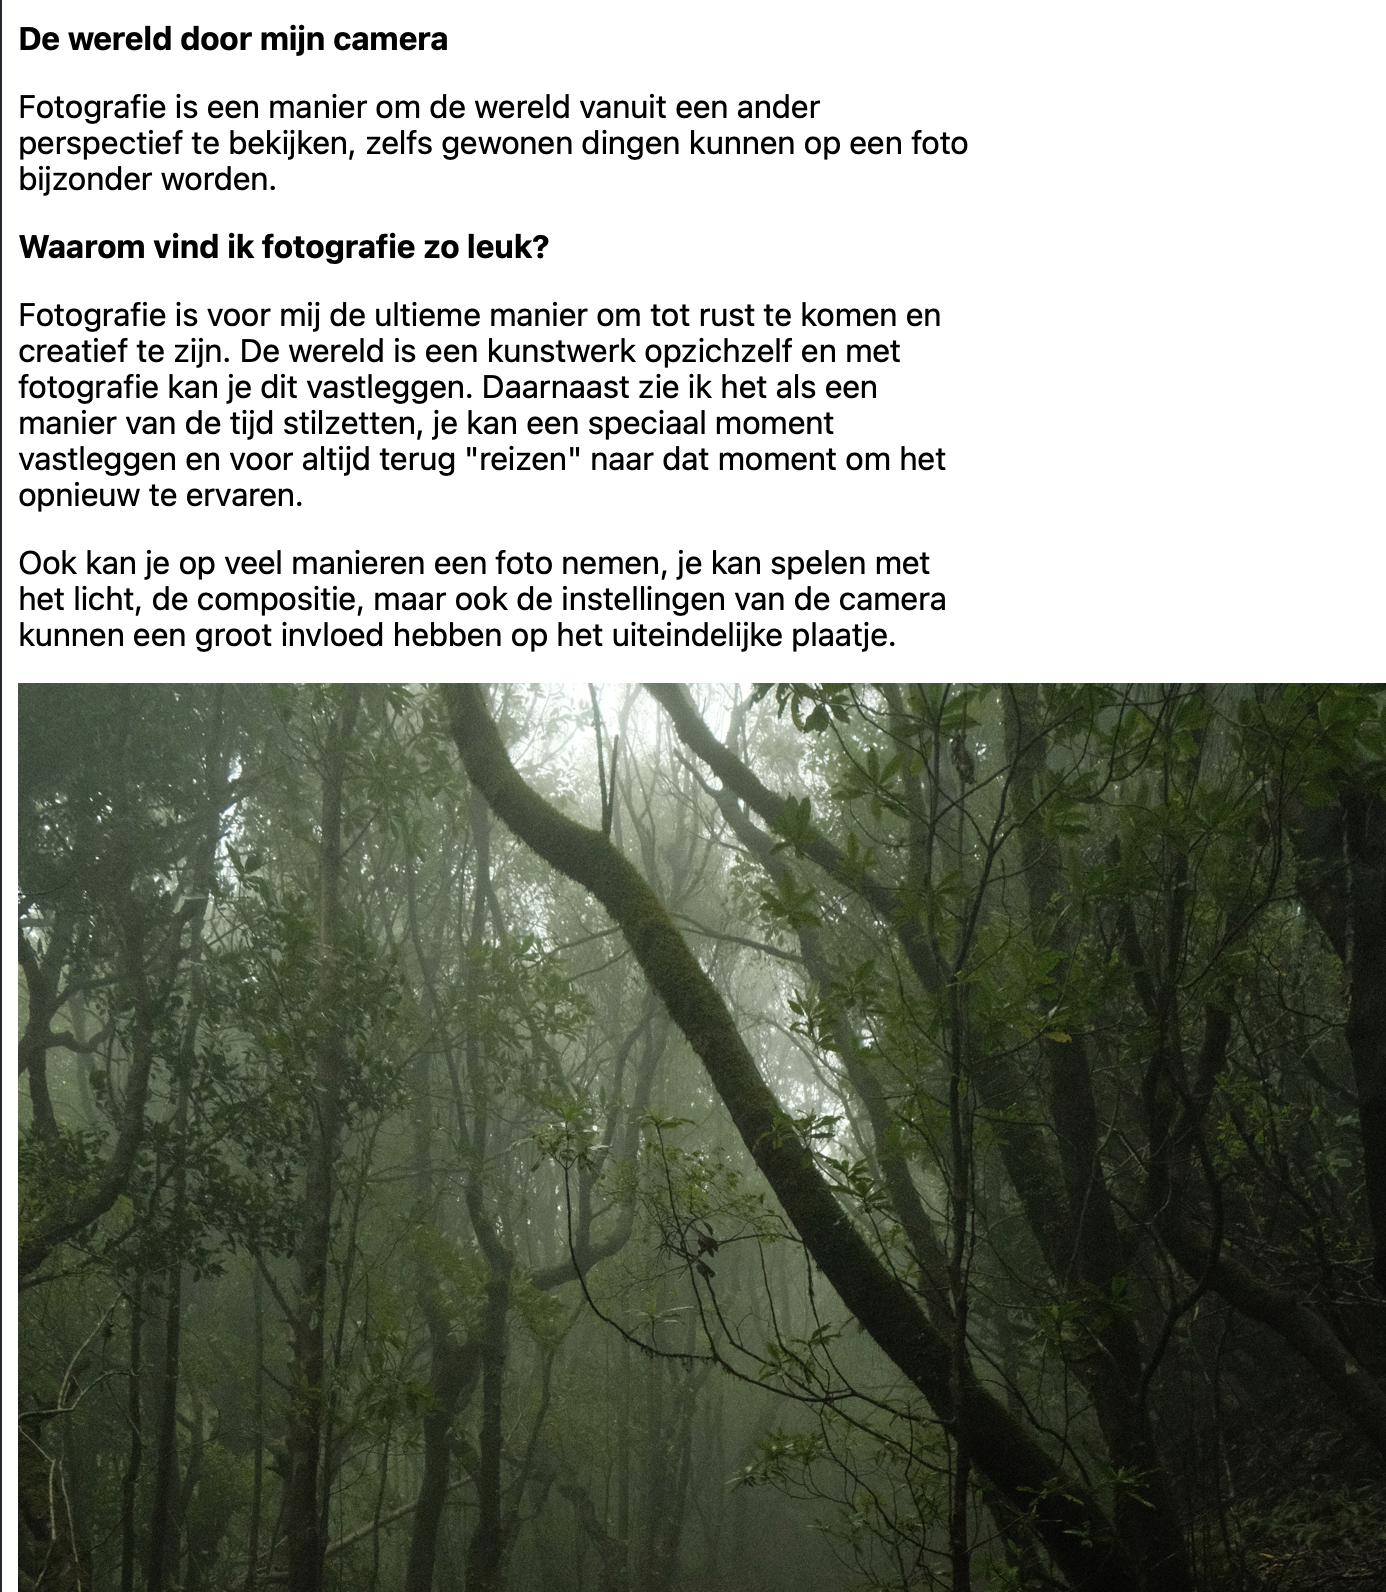 De wereld door mijn camera
Fotografie is een manier om de wereld vanuit een ander
perspectief te bekijken, zelfs gewonen dingen kunnen op een foto
bijzonder worden.
Waarom vind ik fotografie zo leuk?
Fotografie is voor mij de ultieme manier om tot rust te komen en
creatief te zijn. De wereld is een kunstwerk opzichzelf en met
fotografie kan je dit vastleggen. Daarnaast zie ik het als een
manier van de tijd stilzetten, je kan een speciaal moment
vastleggen en voor altijd terug "reizen" naar dat moment om het
opnieuw te ervaren.
Ook kan je op veel manieren een foto nemen, je kan spelen met
het licht, de compositie, maar ook de instellingen van de camera
kunnen een groot invloed hebben op het uiteindelijke plaatje.